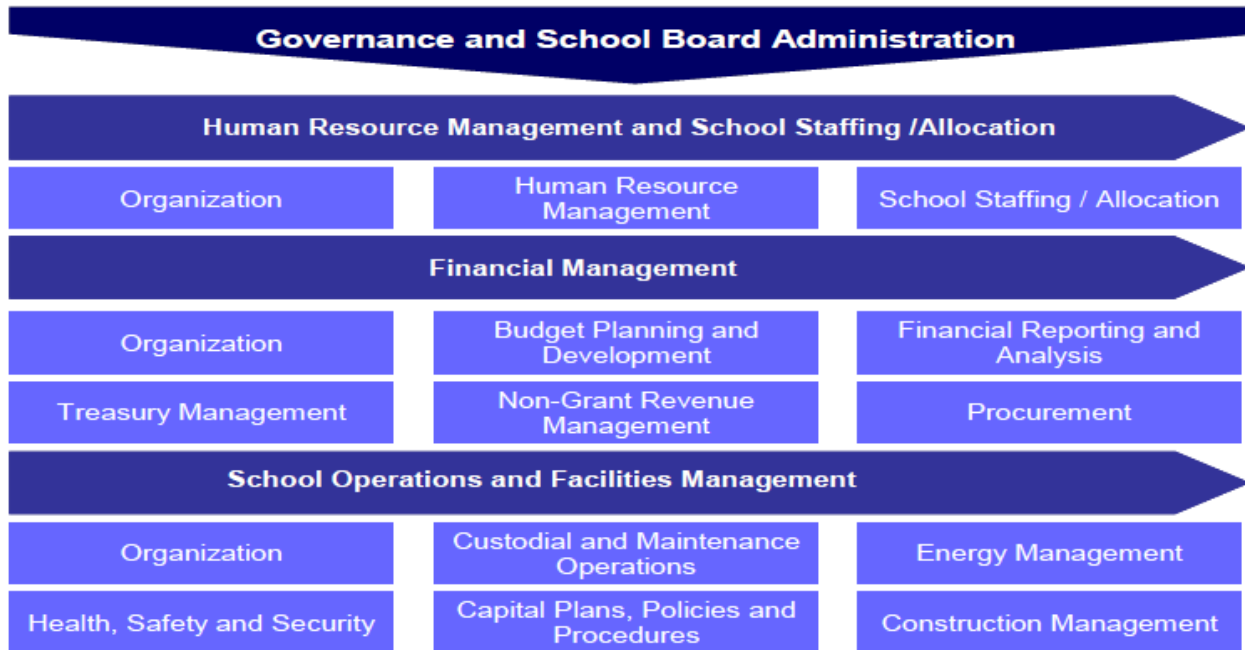 Governance and School Board Administration
Human Resource Management and School Staffing /Allocation
Organization
Human Resource
Management
School Staffing / Allocation
Financial Management
Organization
Budget Planning and
Development
Financial Reporting and
Analysis
Treasury Management
Non-Grant Revenue
Management
Procurement
School Operations and Facilities Management
Organization
Custodial and Maintenance
Operations
Energy Management
Health, Safety and Security
Capital Plans, Policies and
Procedures
Construction Management